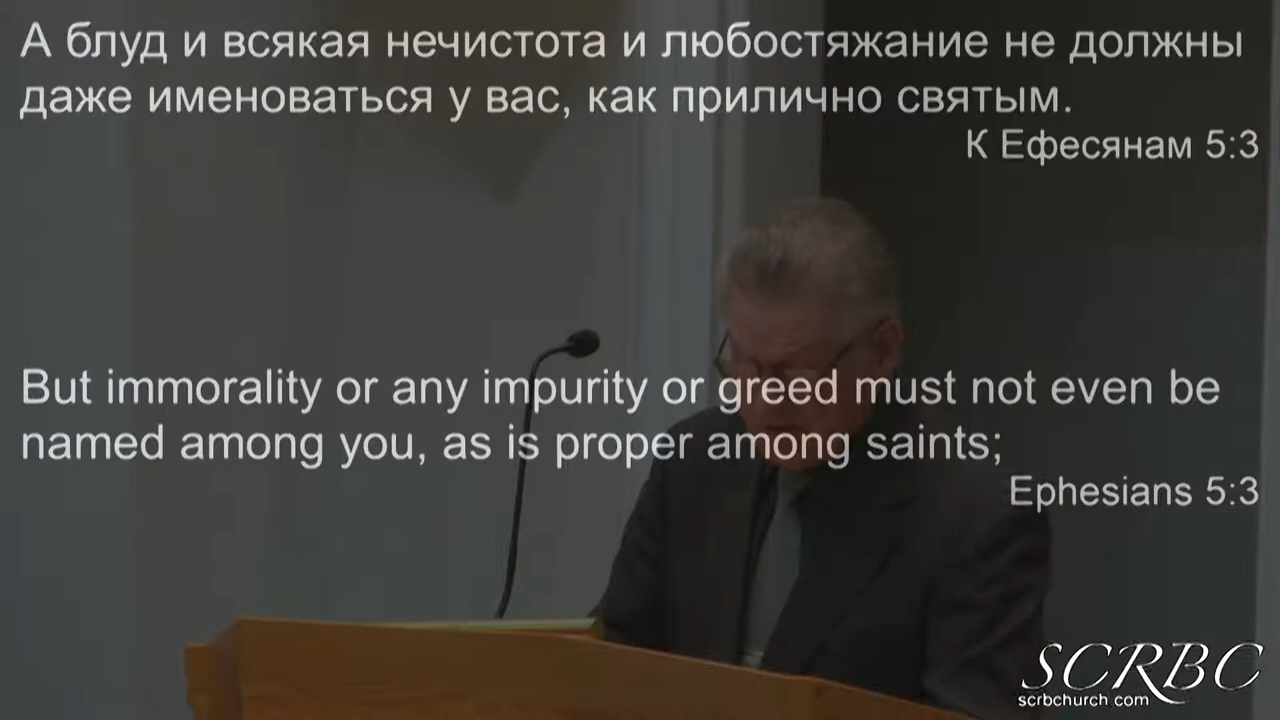 А блуд и всякая нечистота и любостяжание не должны
даже именоваться у вас, как прилично святым.
К Ефесянам 5:3
But immorality or any impurity or greed must not even be
named among you, as is proper among saints;
Ephesians 5:3
SCRBC
scrbchurch.com